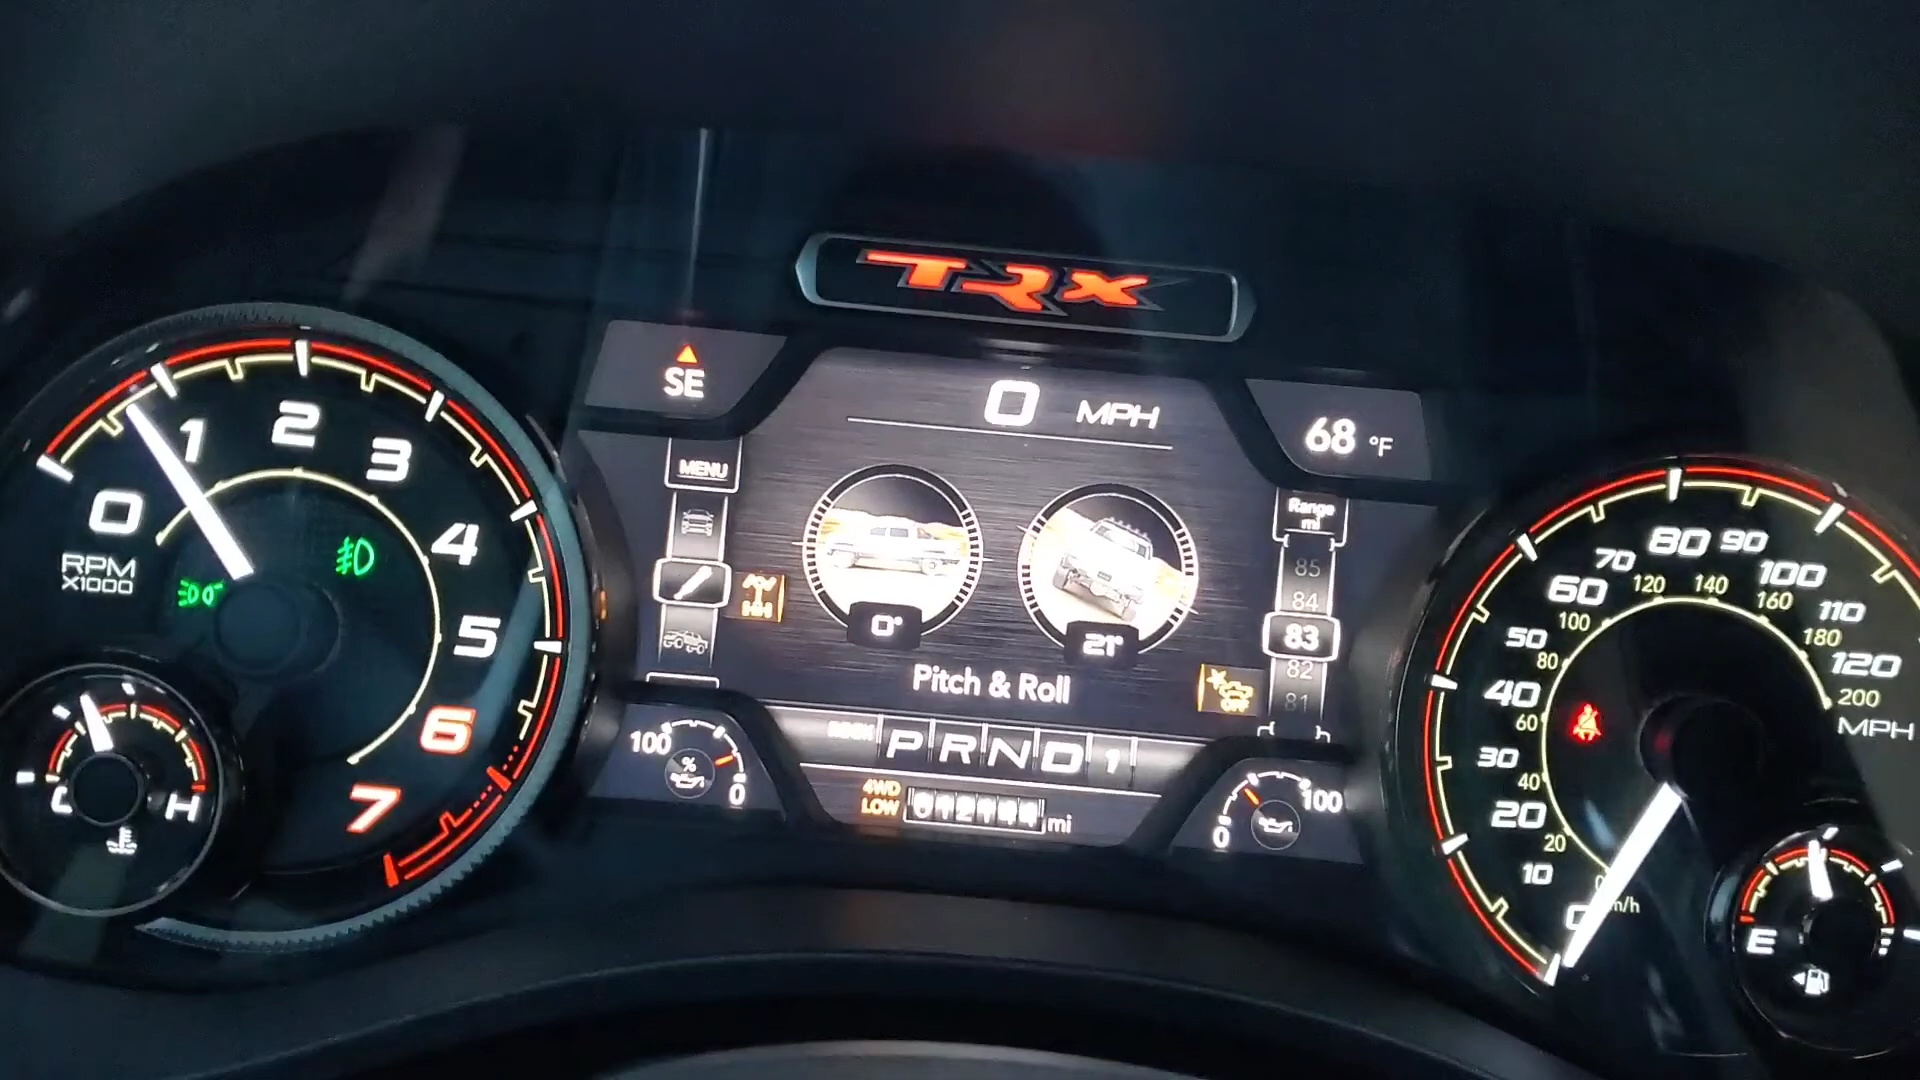 TRX
SE
0 MPH
68 °F
MENU
Range
mi
85
84
83
82
81
0°
21°
Pitch & Roll
OFF
P R N D 1
4WD
LOW
mi
100
%
0
100
0
0 1 2 3 4 5 6 7
RPM
X1000
H
0 10 20 30 40 50 60 70 80 90 100 110 120
MPH
20 40 60 80 100 120 140 160 180 200
E